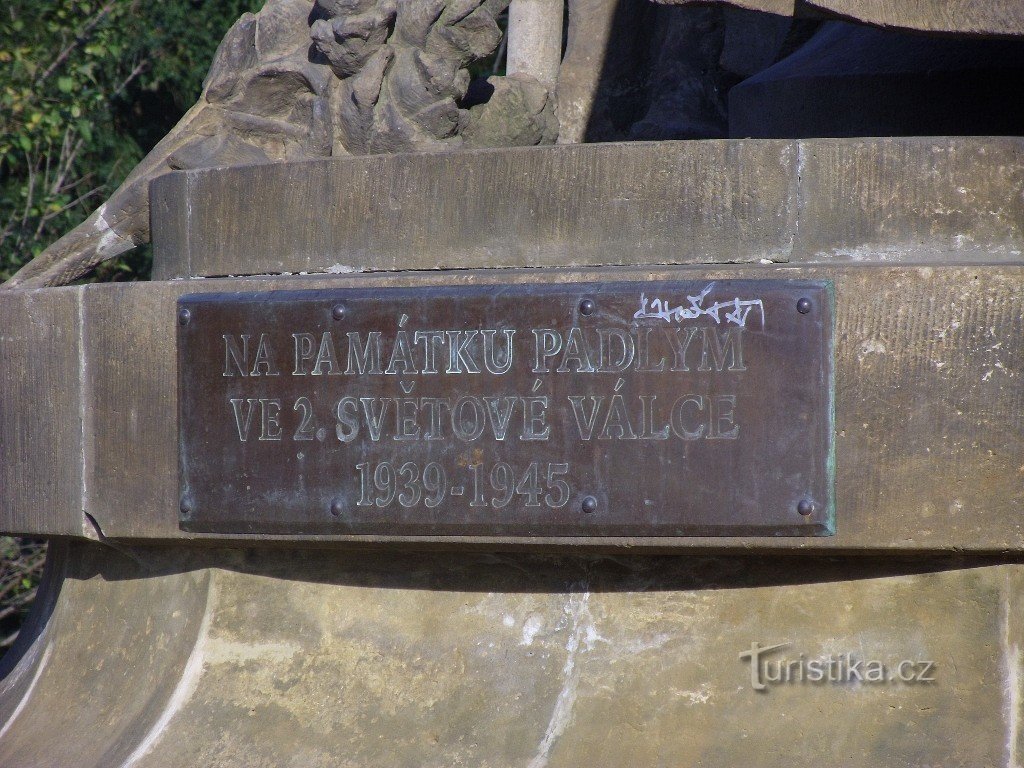 NA PAMÁTKU PADLÝM
VE 2. SVĚTOVÉ VÁLCE
1939-1945
Turistika.cz